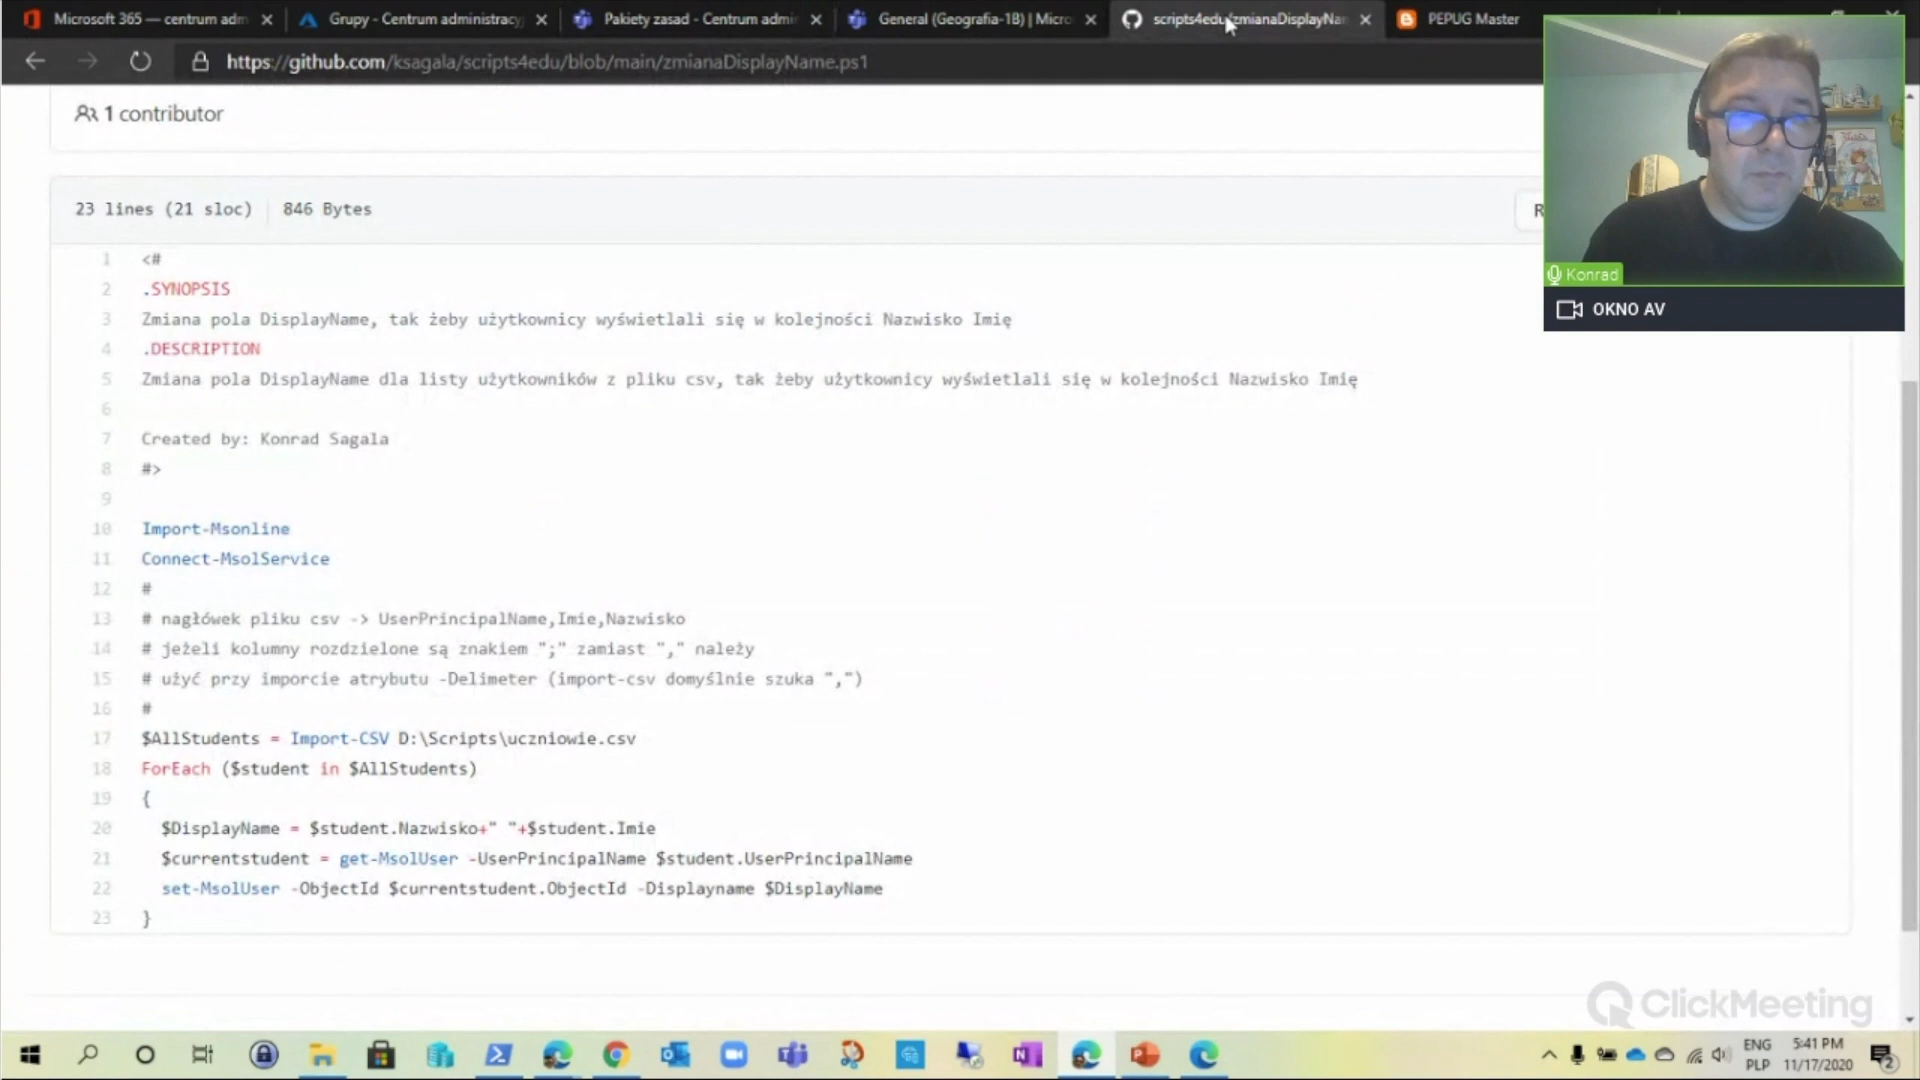 Microsoft 365 — centrum adm
Grupy - Centrum administracy
Pakiety zasad - Centrum admi
General (Geografia-1B) | Micro
scripts4edu/zmianaDisplayNa
PEPUG Master
https://github.com/ksagala/scripts4edu/blob/main/zmianaDisplayName.ps1
1 contributor
23 lines (21 sloc) 846 Bytes
R
1 <#
2 .SYNOPSIS
3 Zmiana pola DisplayName, tak żeby użytkownicy wyświetlali się w kolejności Nazwisko Imię
4 .DESCRIPTION
5 Zmiana pola DisplayName dla listy użytkowników z pliku csv, tak żeby użytkownicy wyświetlali się w kolejności Nazwisko Imię
6
7 Created by: Konrad Sagala
8 #>
9
10 Import-Msonline
11 Connect-MsolService
12 #
13 # nagłówek pliku csv -> UserPrincipalName,Imie,Nazwisko
14 # jeżeli kolumny rozdzielone są znakiem ";" zamiast "," należy
15 # użyć przy imporcie atrybutu -Delimeter (import-csv domyślnie szuka ",")
16 #
17 $AllStudents = Import-CSV D:\Scripts\uczniowie.csv
18 ForEach ($student in $AllStudents)
19 {
20 $DisplayName = $student.Nazwisko+" "+$student.Imie
21 $currentstudent = get-MsolUser -UserPrincipalName $student.UserPrincipalName
22 set-MsolUser -ObjectId $currentstudent.ObjectId -Displayname $DisplayName
23 }
Konrad
OKNO AV
ClickMeeting
ENG 5:41 PM
PLP 11/17/2020
2